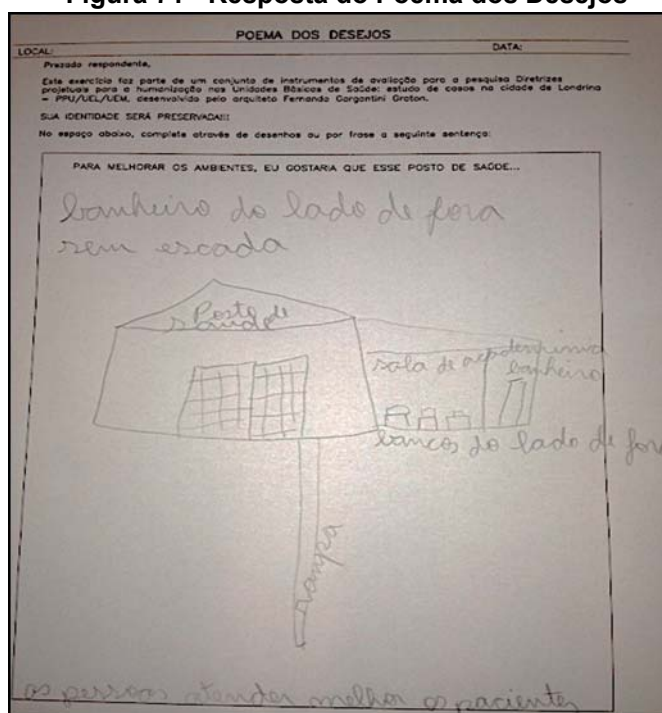 Figura 71 - Resposta do Poema dos Desejos
POEMA DOS DESEJOS
LOCAL:
DATA:
Prezado respondente,
Este exercício faz parte de um conjunto de instrumentos de avaliação para a pesquisa Diretrizes
projetuais para a humanização nas Unidades Básicas de Saúde: estudo de casos na cidade de Londrina
– PPU/UEL/UEM, desenvolvido pelo arquiteto Fernando Gargantini Graton.
SUA IDENTIDADE SERÁ PRESERVADA!!!
No espaço abaixo, complete através de desenhos ou por frase a seguinte sentença:
PARA MELHORAR OS AMBIENTES, EU GOSTARIA QUE ESSE POSTO DE SAÚDE...
banheiro do lado de fora
sem escada
Posto de
saude
sala de
banheiro
bancos do lado de fora
rampa
as pessoas atender melhor os pacientes